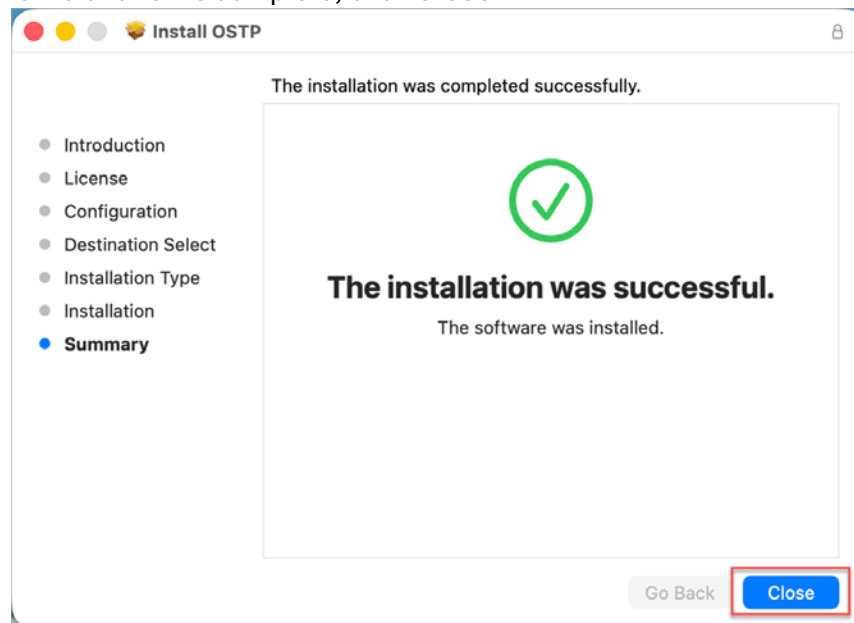 Install OSTP
The installation was completed successfully.
Introduction
License
Configuration
Destination Select
Installation Type
Installation
Summary
The installation was successful.
The software was installed.
Go Back
Close